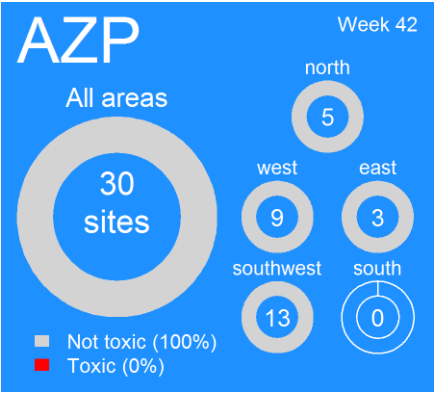 AZP
Week 42
All areas
30
sites
north
5
west
9
east
3
southwest
13
south
0
Not toxic (100%)
Toxic (0%)